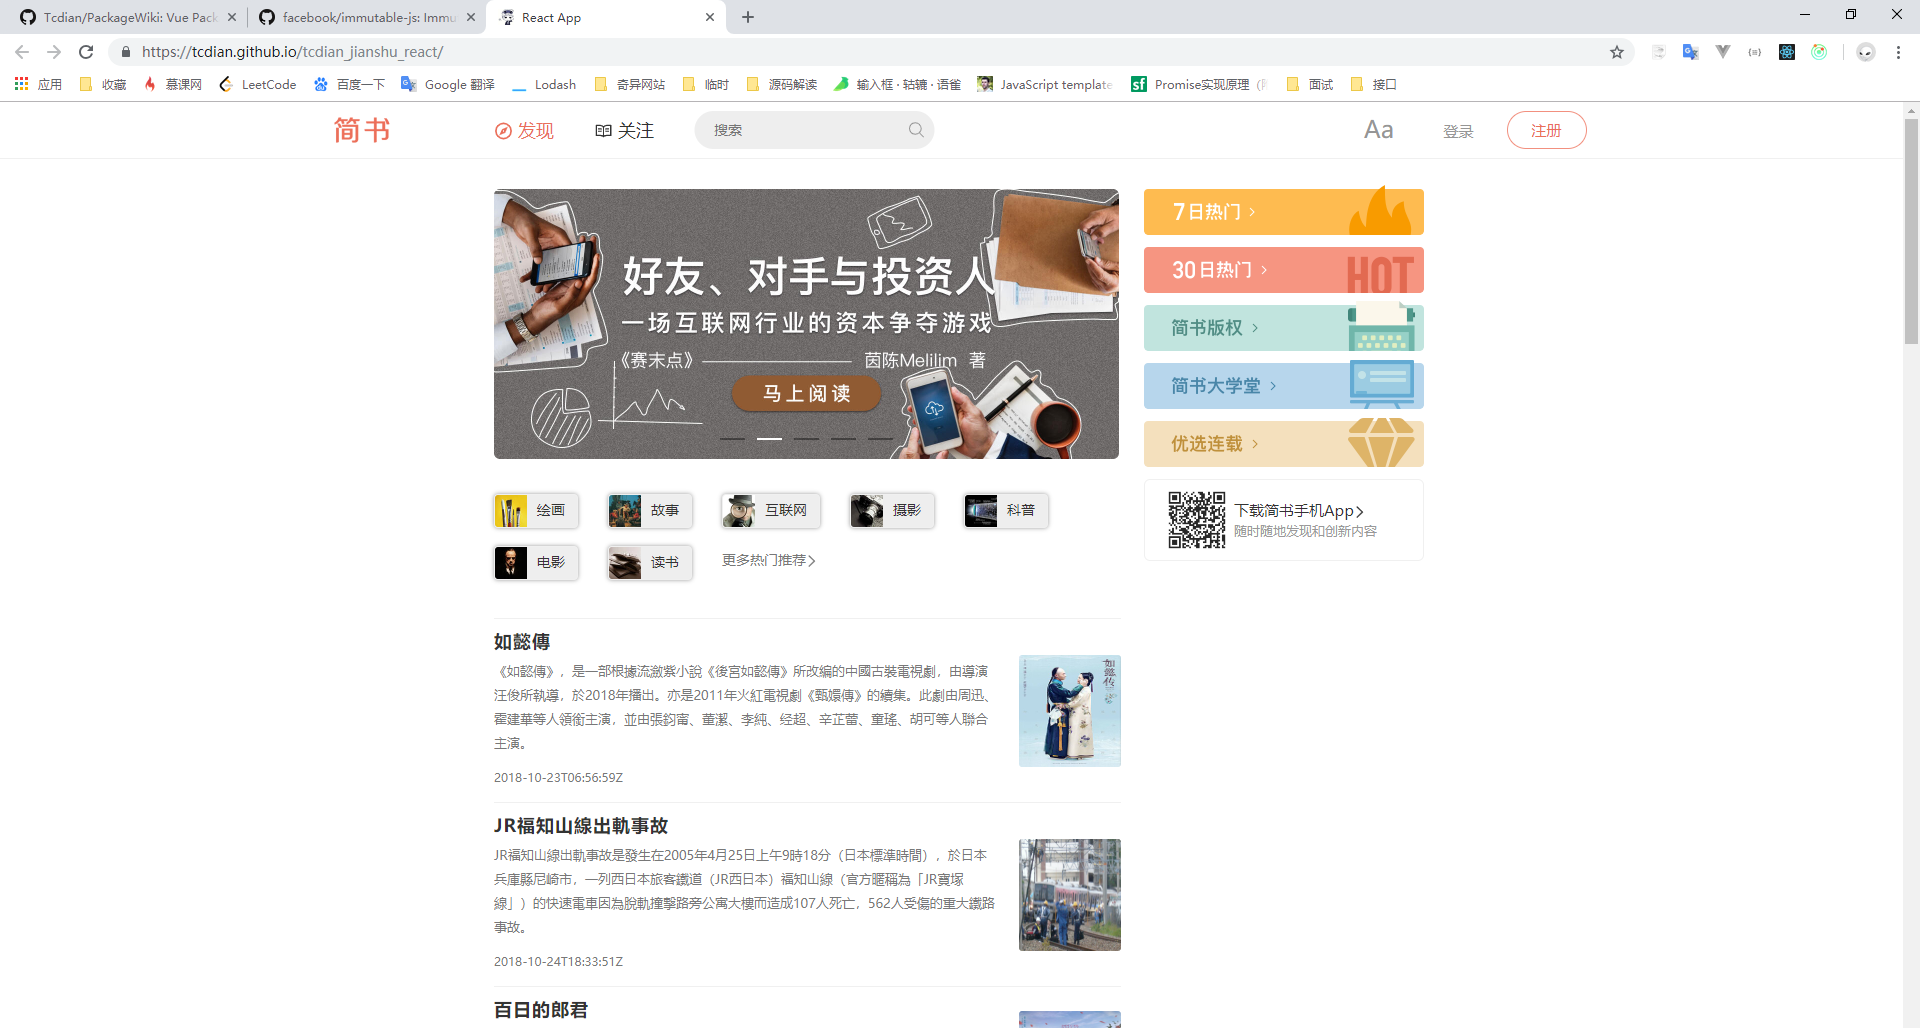 Tcdian/PackageWiki: Vue Pack
facebook/immutable-js: Immu
React App
https://tcdian.github.io/tcdian_jianshu_react/
应用 收藏 慕课网 LeetCode 百度一下 Google 翻译 Lodash 奇异网站 临时 源码解读 输入框 · 轱辘 · 语雀 JavaScript template Promise实现原理 面试 接口
简书 发现 关注 搜索 Aa 登录 注册
好友、对手与投资人
一场互联网行业的资本争夺游戏
《赛末点》 茵陈Melilim 著
马上阅读
7日热门
30日热门
HOT
简书版权
简书大学堂
优选连载
下载简书手机App
随时随地发现和创新内容
绘画 故事 互联网 摄影 科普
电影 读书 更多热门推荐
如懿傳
《如懿傳》，是一部根據流瀲紫小說《後宮如懿傳》所改編的中國古裝電視劇，由導演
汪俊所執導，於2018年播出。亦是2011年火紅電視劇《甄嬛傳》的續集。此劇由周迅、
霍建華等人領銜主演，並由張鈞甯、董潔、李純、经超、辛芷蕾、童瑤、胡可等人聯合
主演。
2018-10-23T06:56:59Z
如懿传
JR福知山線出軌事故
JR福知山線出軌事故是發生在2005年4月25日上午9時18分（日本標準時間），於日本
兵庫縣尼崎市，一列西日本旅客鐵道（JR西日本）福知山線（官方暱稱為「JR寶塚
線」）的快速電車因為脫軌撞擊路旁公寓大樓而造成107人死亡，562人受傷的重大鐵路
事故。
2018-10-24T18:33:51Z
百日的郎君